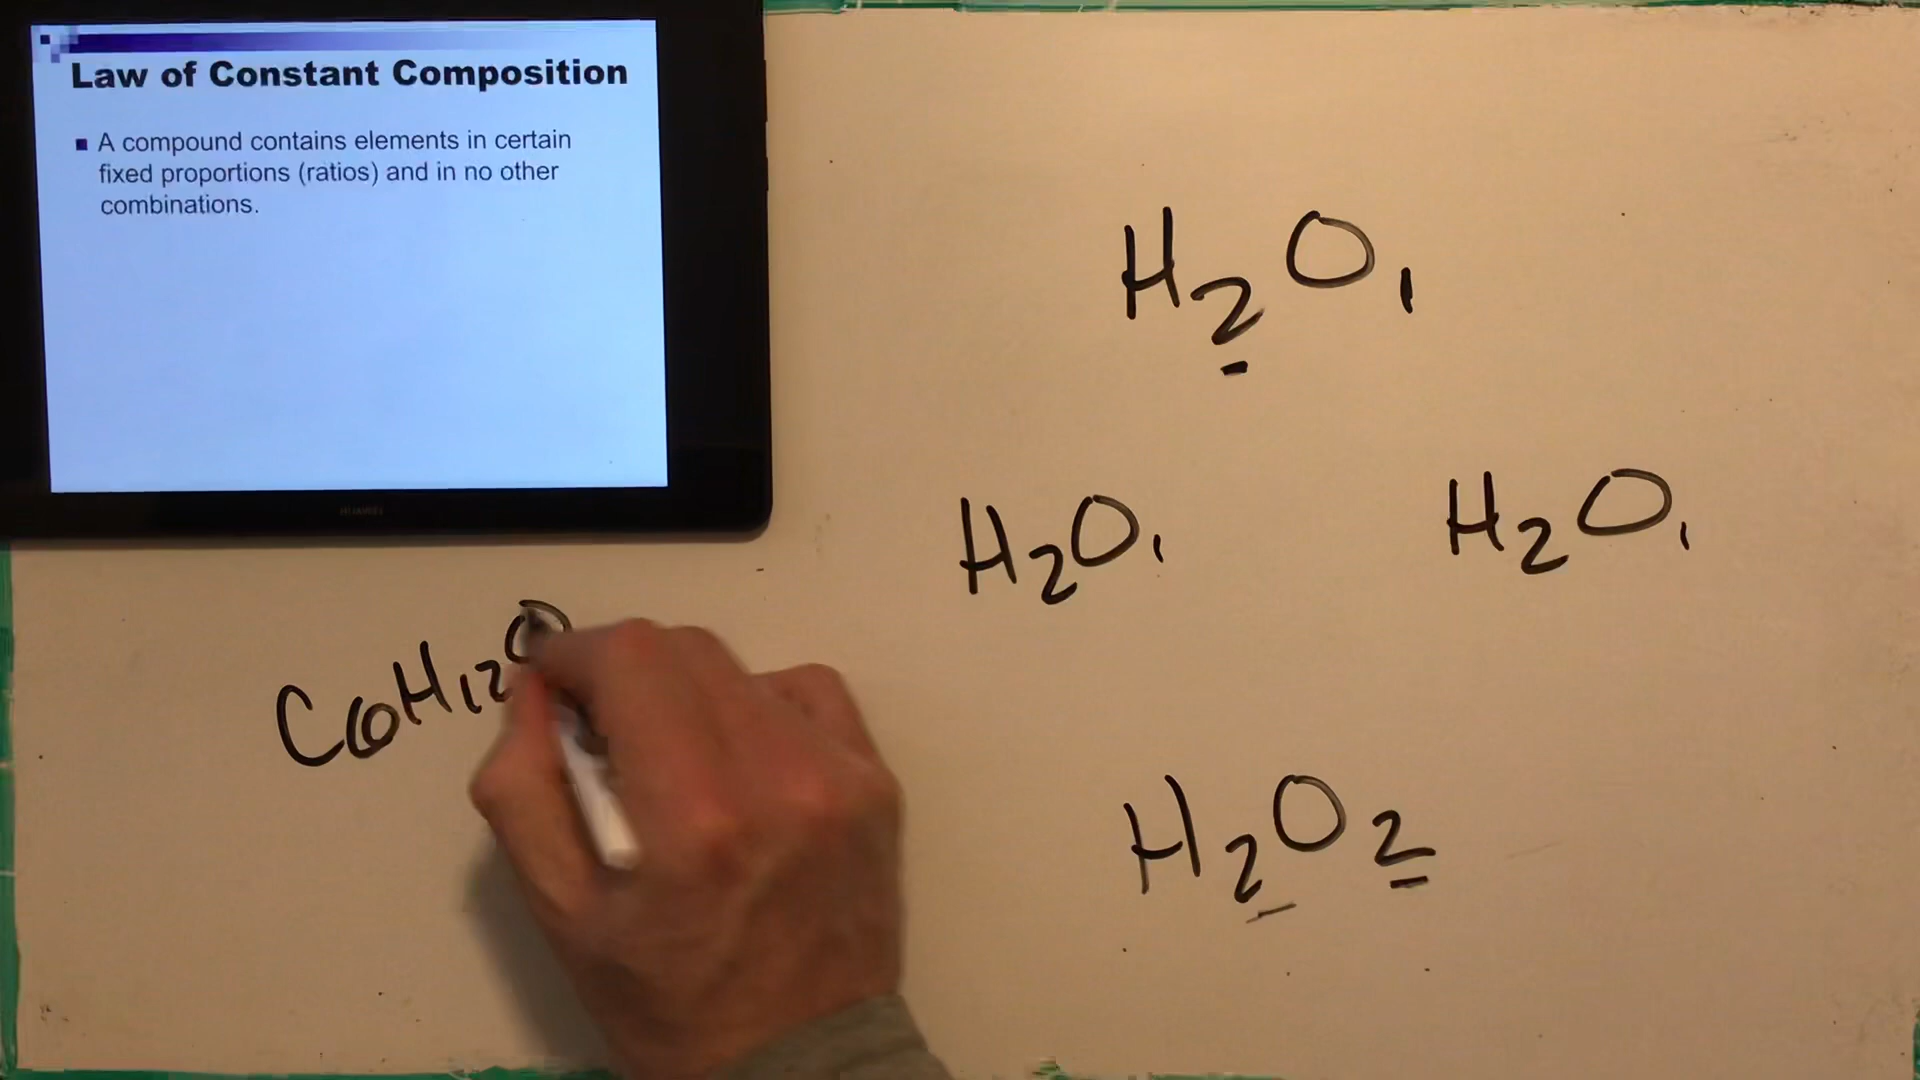 Law of Constant Composition
▪ A compound contains elements in certain
fixed proportions (ratios) and in no other
combinations.
HUAWEI
H₂O₁
H₂O₁
H₂O₁
C₆H₁₂O
H₂O₂